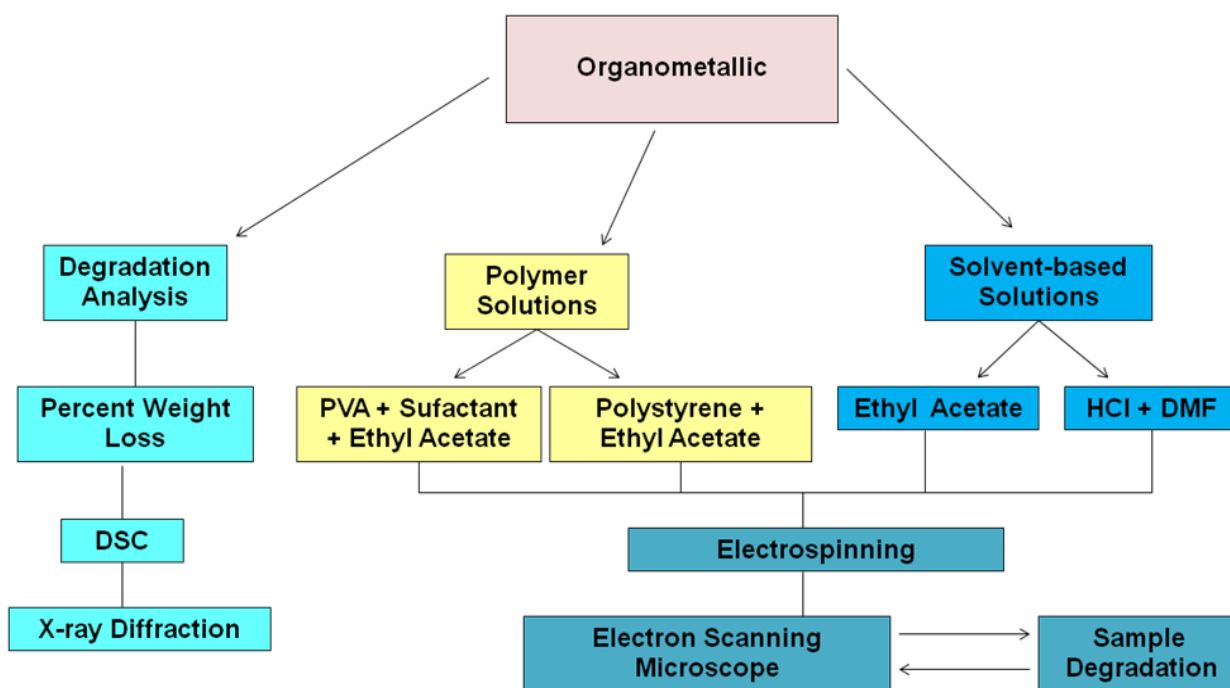 Organometallic
Degradation
Analysis
Polymer
Solutions
Solvent-based
Solutions
Percent Weight
Loss
PVA + Sufactant
+ Ethyl Acetate
Polystyrene +
Ethyl Acetate
Ethyl Acetate
HCl + DMF
DSC
Electrospinning
X-ray Diffraction
Electron Scanning
Microscope
Sample
Degradation